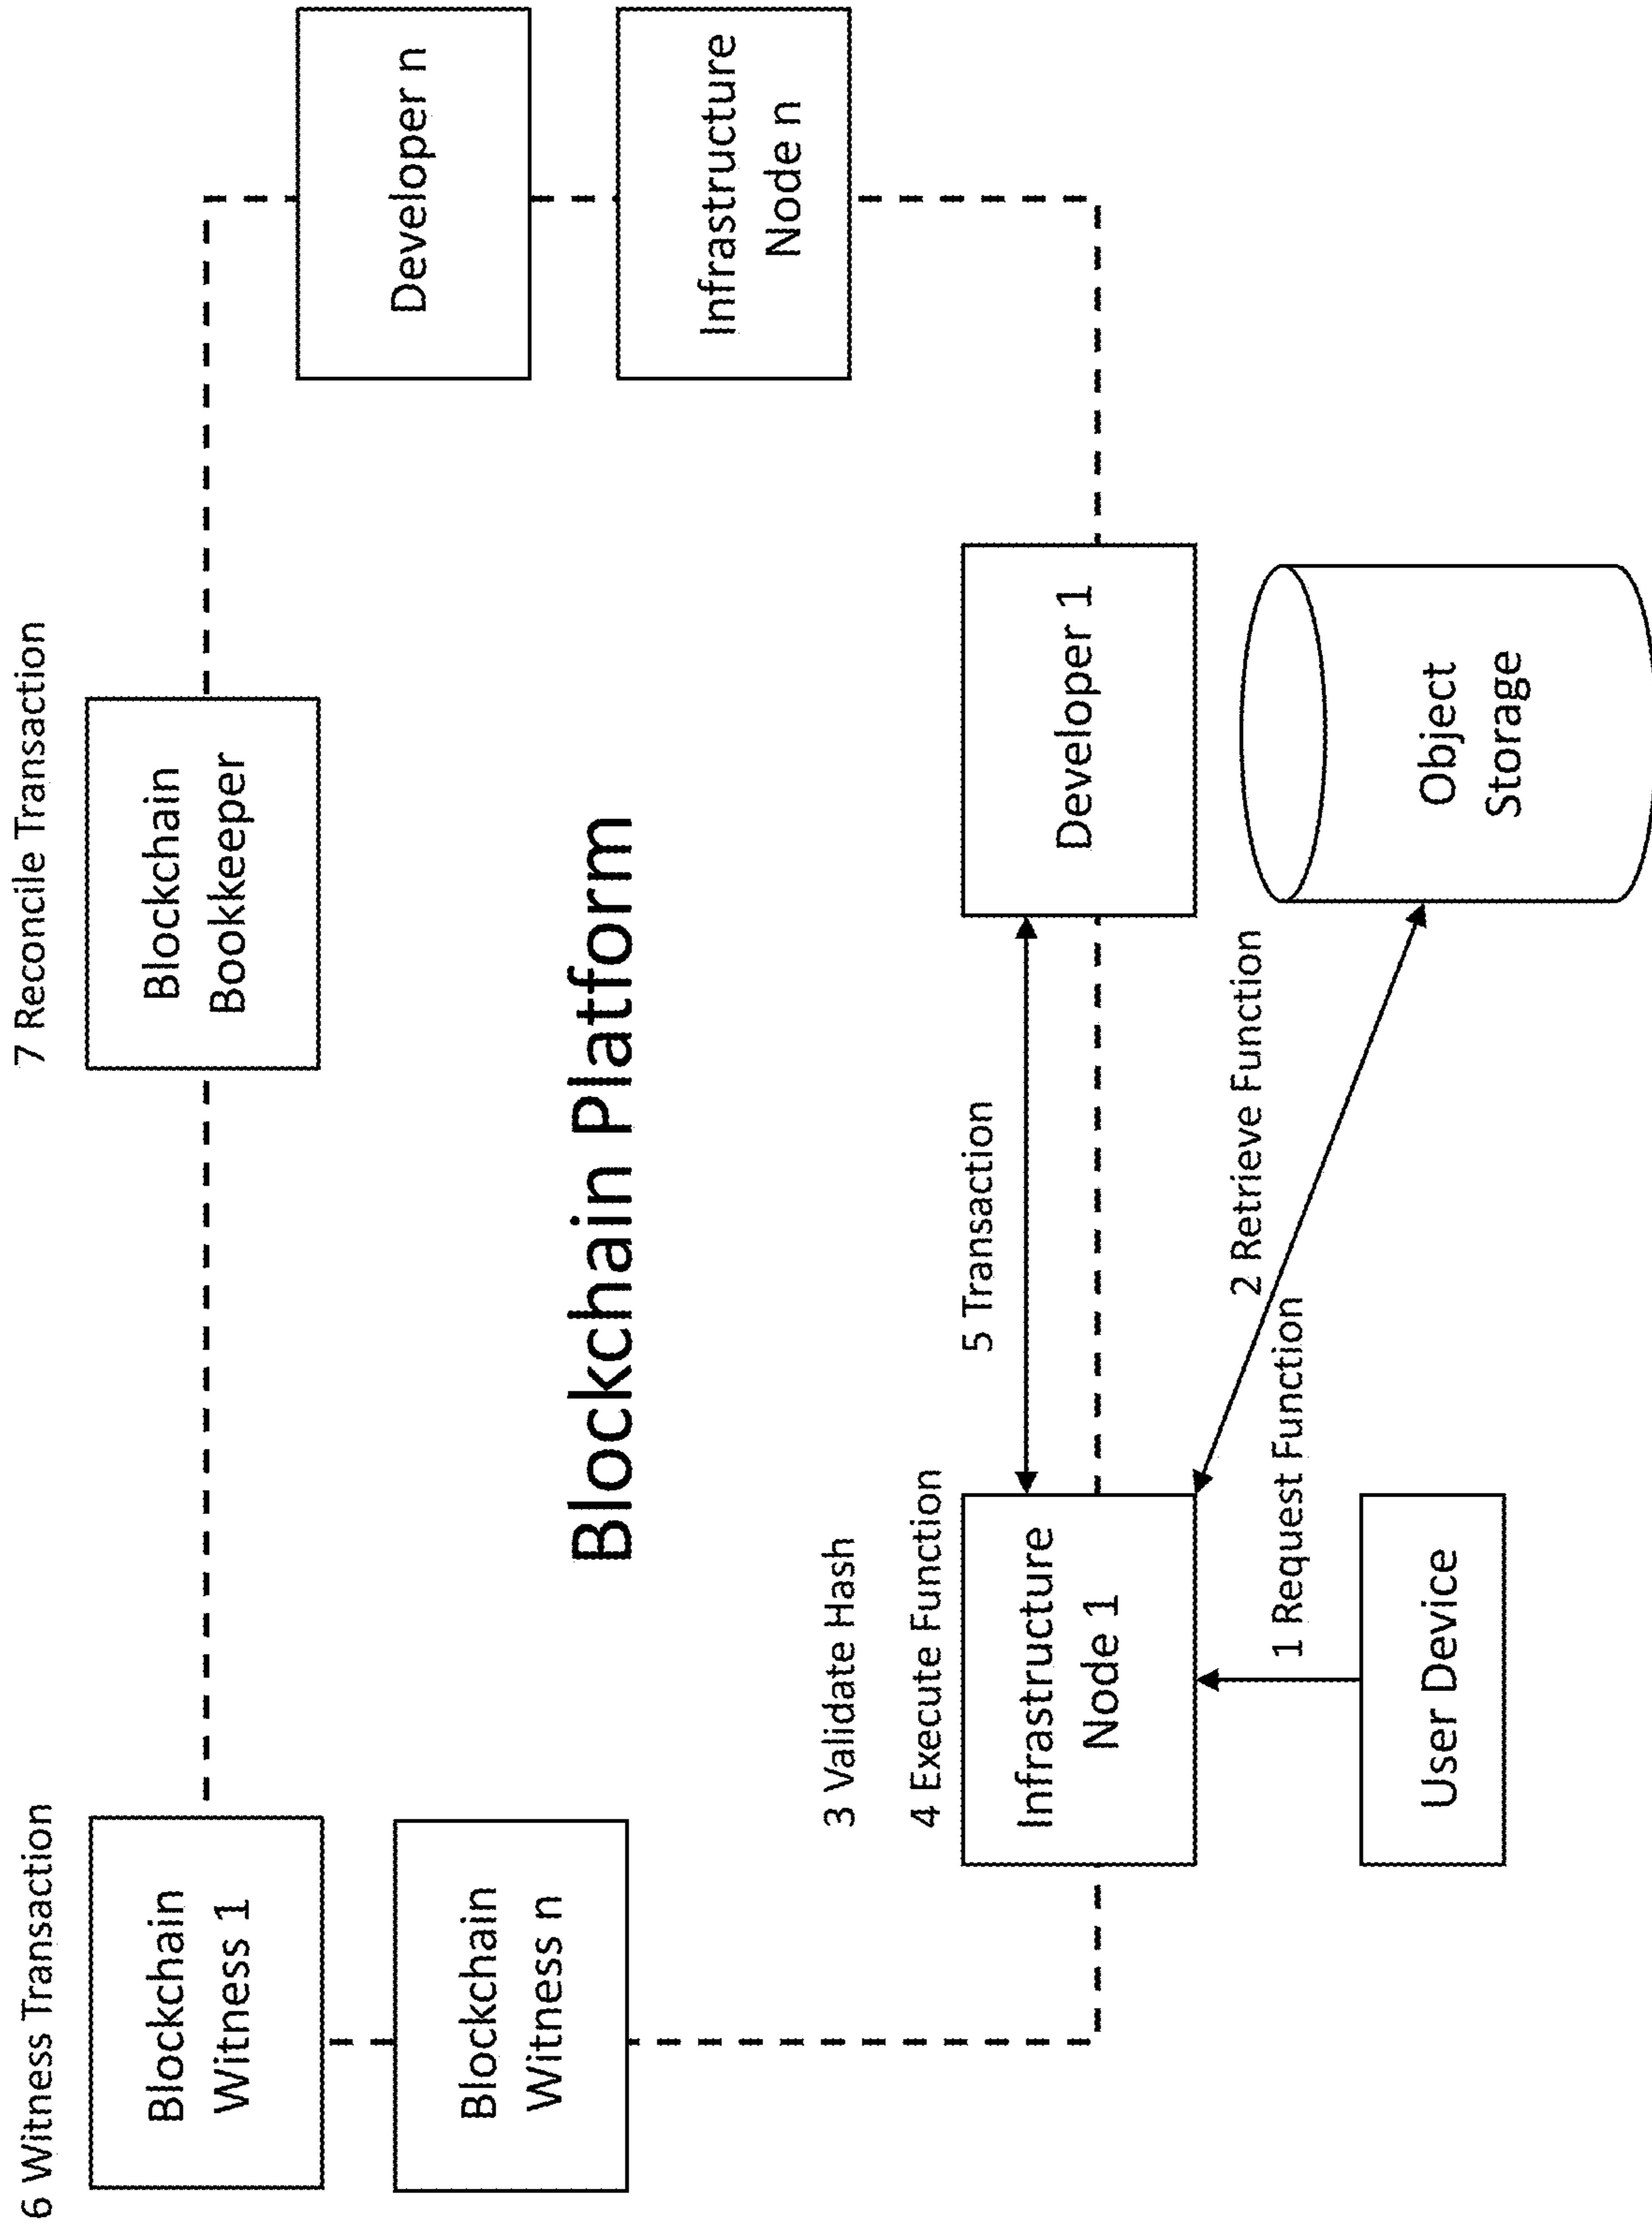 6 Witness Transaction
7 Reconcile Transaction
Blockchain
Witness 1
Blockchain
Bookkeeper
Developer n
Blockchain
Witness n
Infrastructure
Node n
Blockchain Platform
3 Validate Hash
4 Execute Function
5 Transaction
Infrastructure
Node 1
Developer 1
2 Retrieve Function
1 Request Function
User Device
Object
Storage